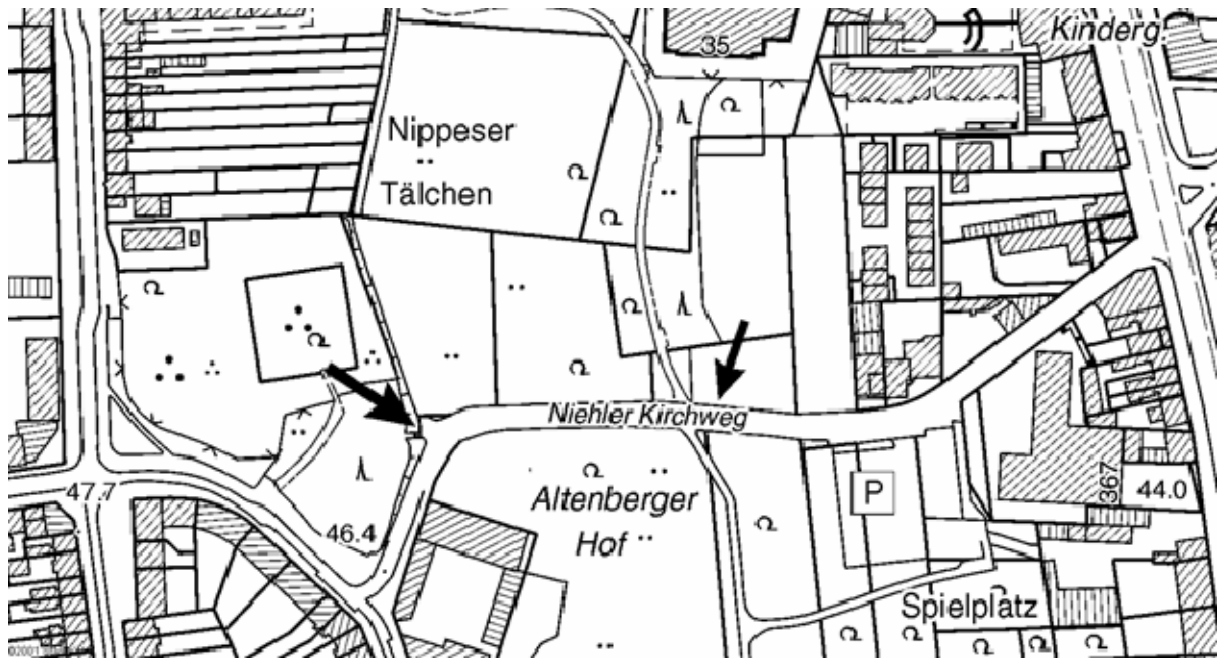 Kinderg.
35
Nippeser
Tälchen
Niehler Kirchweg
47.7
46.4
Altenberger
Hof
P
367
44.0
Spielplatz